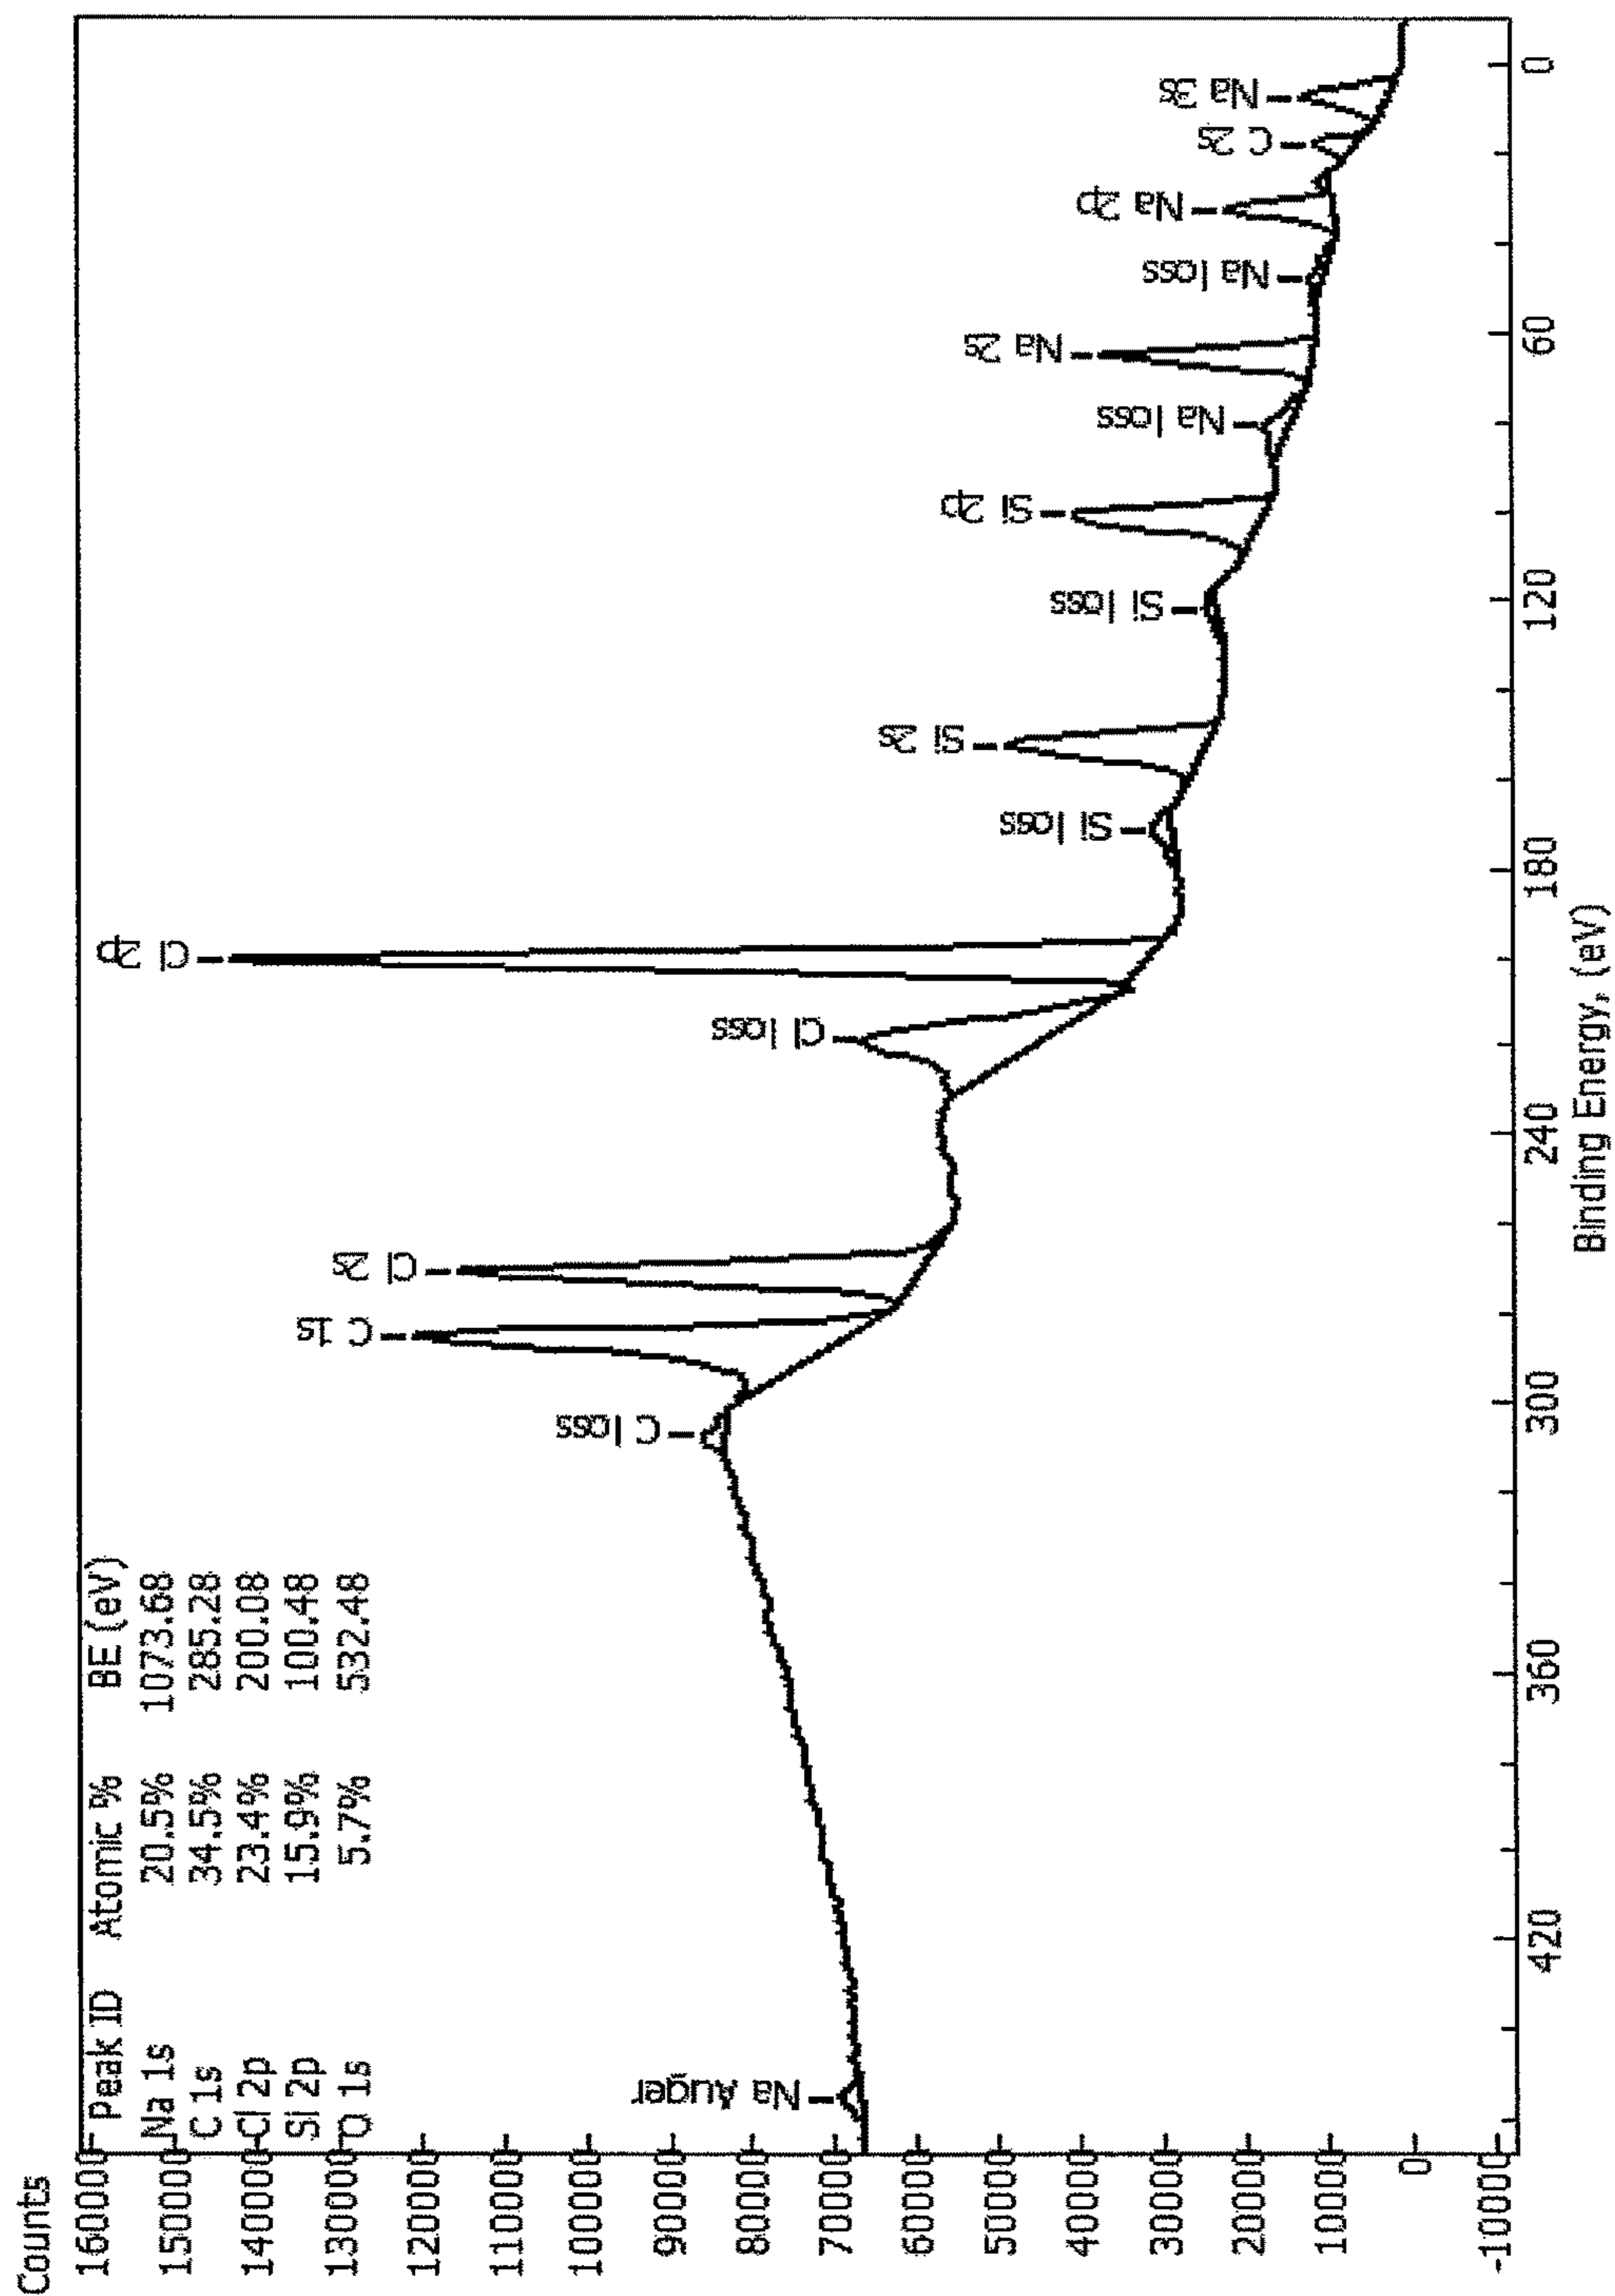 Counts
160000
150000
140000
130000
120000
110000
100000
90000
80000
70000
60000
50000
40000
30000
20000
10000
0
-10000
Peak ID Atomic % BE (eV)
Na 1s 20.5% 1073.68
C 1s 34.5% 285.28
Cl 2p 23.4% 200.08
Si 2p 15.9% 100.48
O 1s 5.7% 532.48
Na Auger
C loss
C 1s
Cl 2s
Cl loss
Cl 2p
Si loss
Si 2s
Si loss
Si 2p
Na loss
Na 2s
Na loss
Na 2p
C 2s
Na 3s
420
360
300
240
180
120
60
0
Binding Energy, (eV)